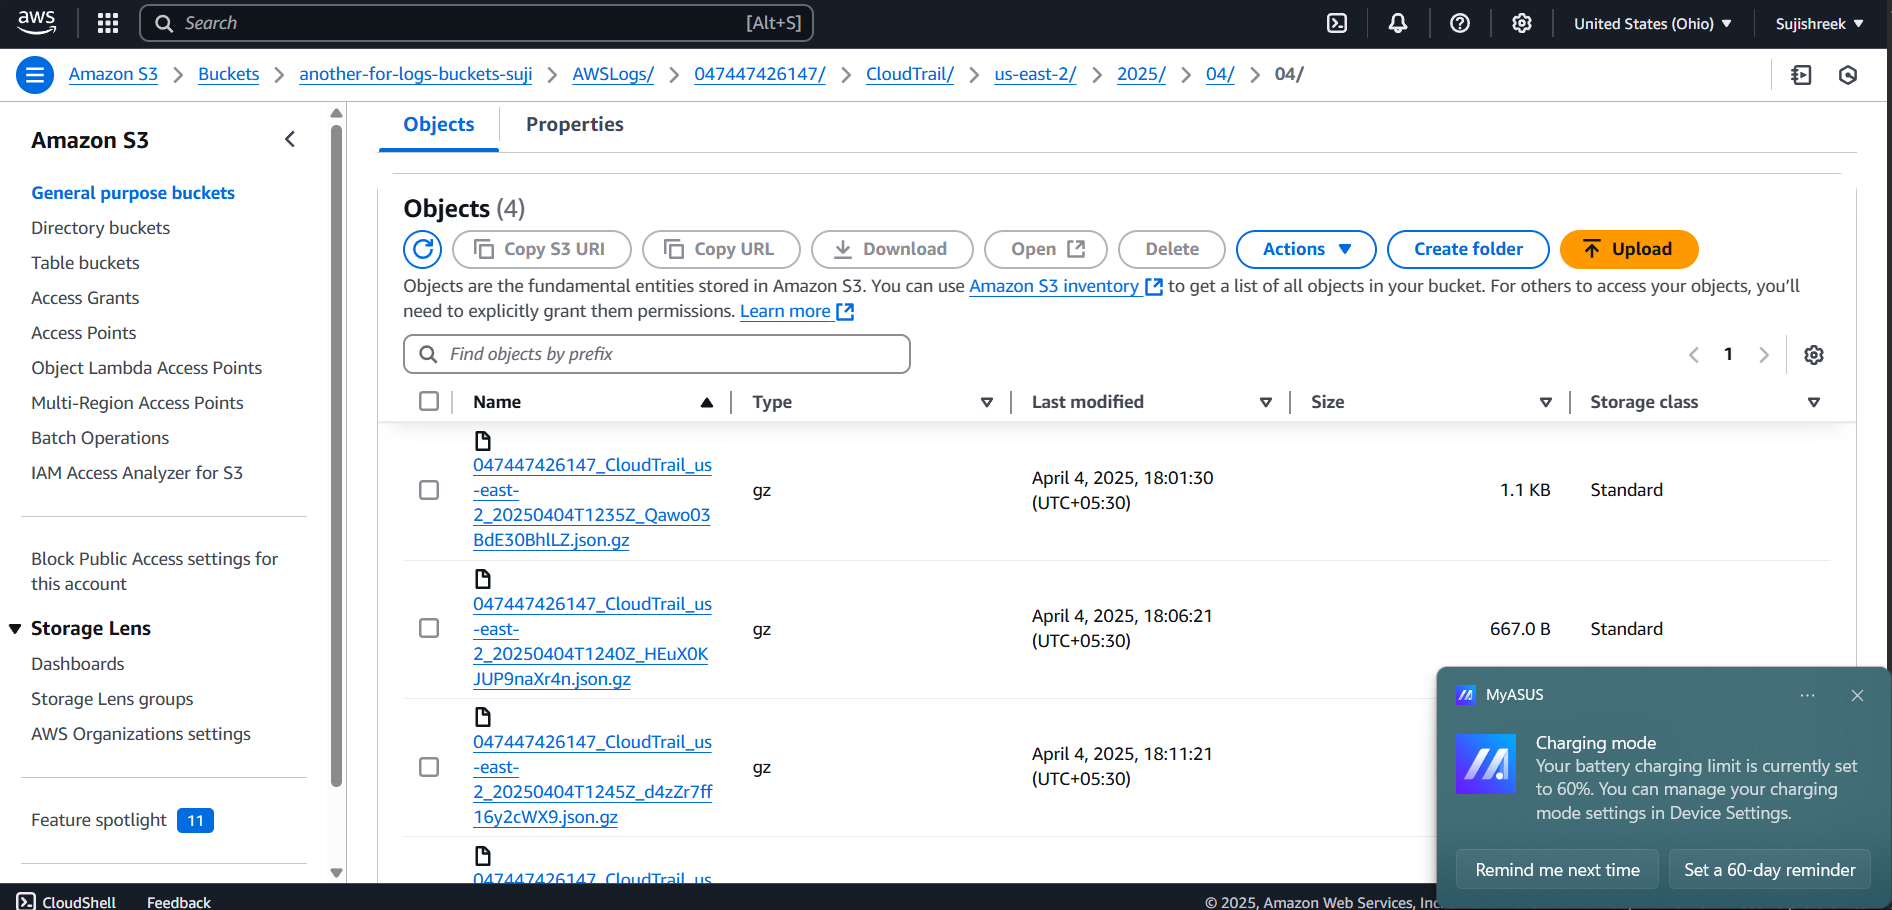 aws
Search [Alt+S]
United States (Ohio)
Sujishreek
Amazon S3
Buckets
another-for-logs-buckets-suji
AWSLogs/
047447426147/
CloudTrail/
us-east-2/
2025/
04/
04/
Amazon S3
General purpose buckets
Directory buckets
Table buckets
Access Grants
Access Points
Object Lambda Access Points
Multi-Region Access Points
Batch Operations
IAM Access Analyzer for S3
Block Public Access settings for
this account
Storage Lens
Dashboards
Storage Lens groups
AWS Organizations settings
Feature spotlight 11
Objects
Properties
Objects (4)
Copy S3 URI
Copy URL
Download
Open
Delete
Actions
Create folder
Upload
Objects are the fundamental entities stored in Amazon S3. You can use Amazon S3 inventory to get a list of all objects in your bucket. For others to access your objects, you'll
need to explicitly grant them permissions. Learn more
Find objects by prefix
1
Name
Type
Last modified
Size
Storage class
047447426147_CloudTrail_us
-east-
2_20250404T1235Z_Qawo03
BdE30BhlLZ.json.gz
gz
April 4, 2025, 18:01:30
(UTC+05:30)
1.1 KB
Standard
047447426147_CloudTrail_us
-east-
2_20250404T1240Z_HEuX0K
JUP9naXr4n.json.gz
gz
April 4, 2025, 18:06:21
(UTC+05:30)
667.0 B
Standard
047447426147_CloudTrail_us
-east-
2_20250404T1245Z_d4zZr7ff
16y2cWX9.json.gz
gz
April 4, 2025, 18:11:21
(UTC+05:30)
047447426147_CloudTrail_us
MyASUS
Charging mode
Your battery charging limit is currently set
to 60%. You can manage your charging
mode settings in Device Settings.
Remind me next time
Set a 60-day reminder
CloudShell
Feedback
© 2025, Amazon Web Services, Inc